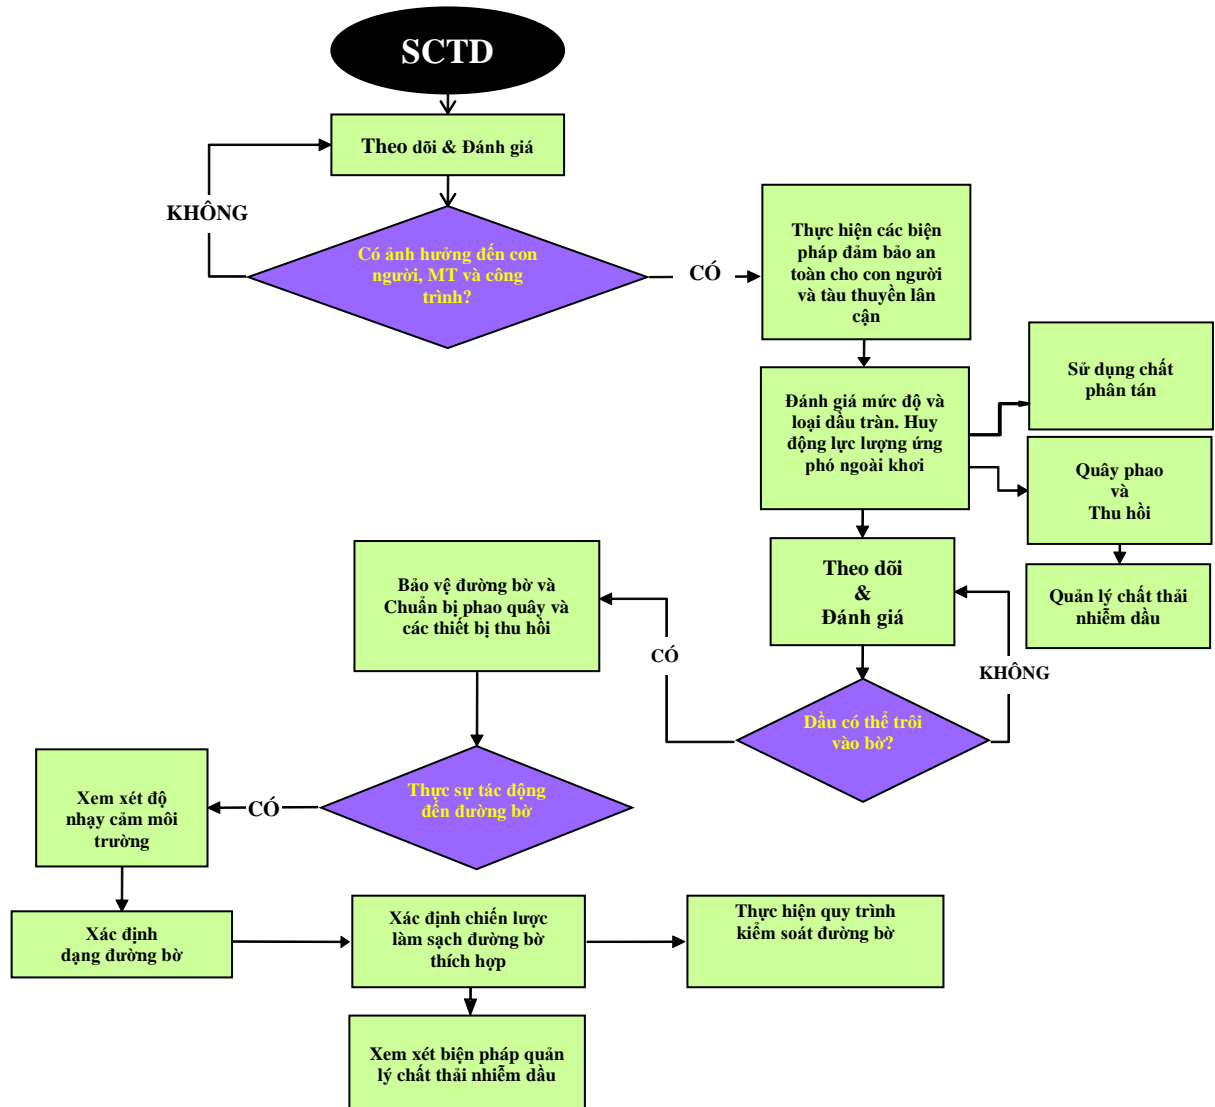 SCTD
Theo dõi & Đánh giá
KHÔNG
Có ảnh hưởng đến con
người, MT và công
trình?
CÓ
Thực hiện các biện
pháp đảm bảo an
toàn cho con người
và tàu thuyền lân
cận
Đánh giá mức độ và
loại dầu tràn. Huy
động lực lượng ứng
phó ngoài khơi
Sử dụng chất
phân tán
Quây phao
và
Thu hồi
Quản lý chất thải
nhiễm dầu
Theo dõi
&
Đánh giá
KHÔNG
Dầu có thể trôi
vào bờ?
CÓ
Bảo vệ đường bờ và
Chuẩn bị phao quây và
các thiết bị thu hồi
Thực sự tác động
đến đường bờ
CÓ
Xem xét độ
nhạy cảm môi
trường
Xác định
dạng đường bờ
Xác định chiến lược
làm sạch đường bờ
thích hợp
Thực hiện quy trình
kiểm soát đường bờ
Xem xét biện pháp quản
lý chất thải nhiễm dầu